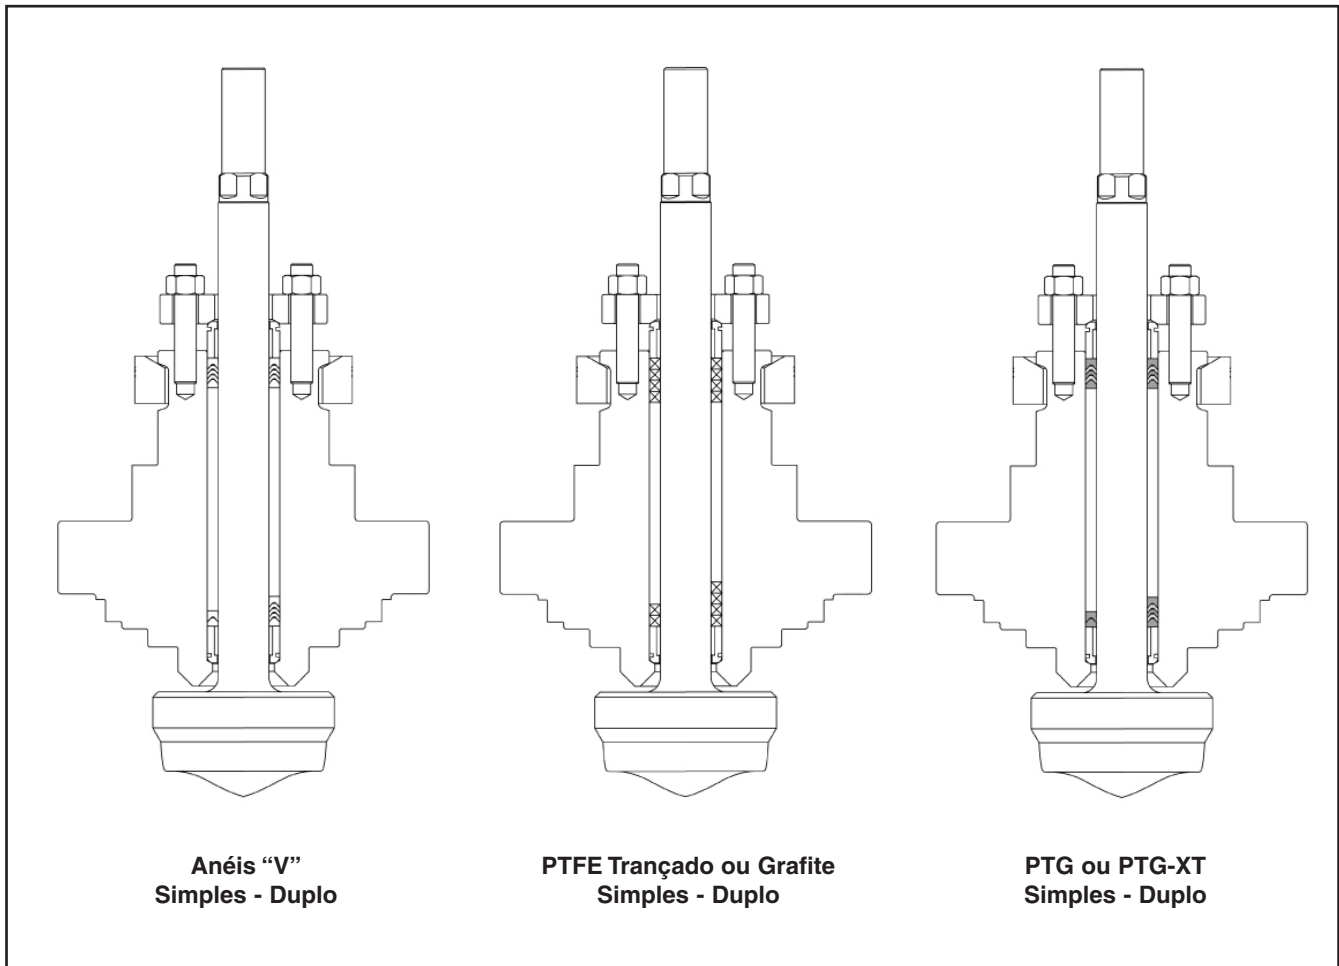 Anéis “V”
Simples - Duplo
PTFE Trançado ou Grafite
Simples - Duplo
PTG ou PTG-XT
Simples - Duplo